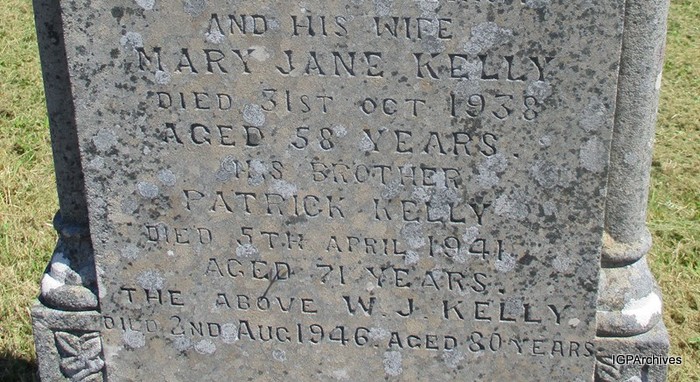 AND HIS WIFE
MARY JANE KELLY
DIED 31ST OCT 1938
AGED 58 YEARS.
HIS BROTHER
PATRICK KELLY
DIED 5TH APRIL 1941
AGED 71 YEARS.
THE ABOVE W.J. KELLY
DIED 2ND AUG 1946. AGED 80 YEARS
IGPArchives